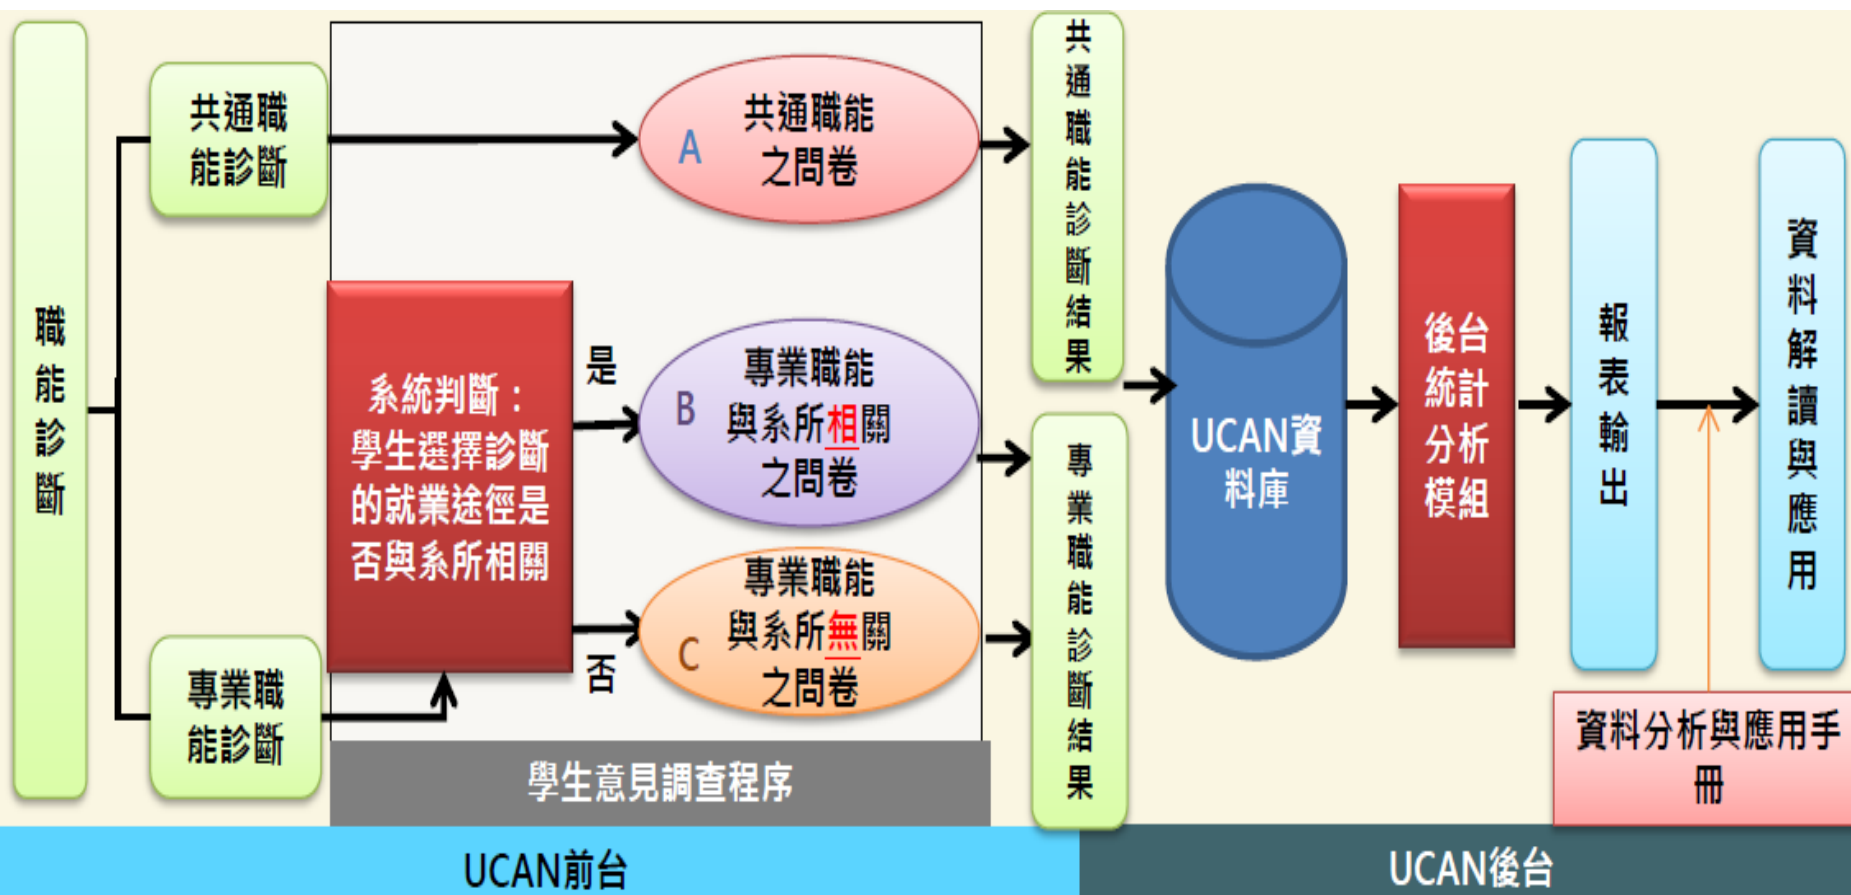 職能診斷
共通職
能診斷
專業職
能診斷
系統判斷：
學生選擇診斷
的就業途徑是
否與系所相關
是
否
A
共通職能
之問卷
B
專業職能
與系所相關
之問卷
C
專業職能
與系所無關
之問卷
學生意見調查程序
共通職能診斷結果
專業職能診斷結果
UCAN資
料庫
後台
統計
分析
模組
報表輸出
資料解讀與應用
資料分析與應用手
冊
UCAN前台
UCAN後台